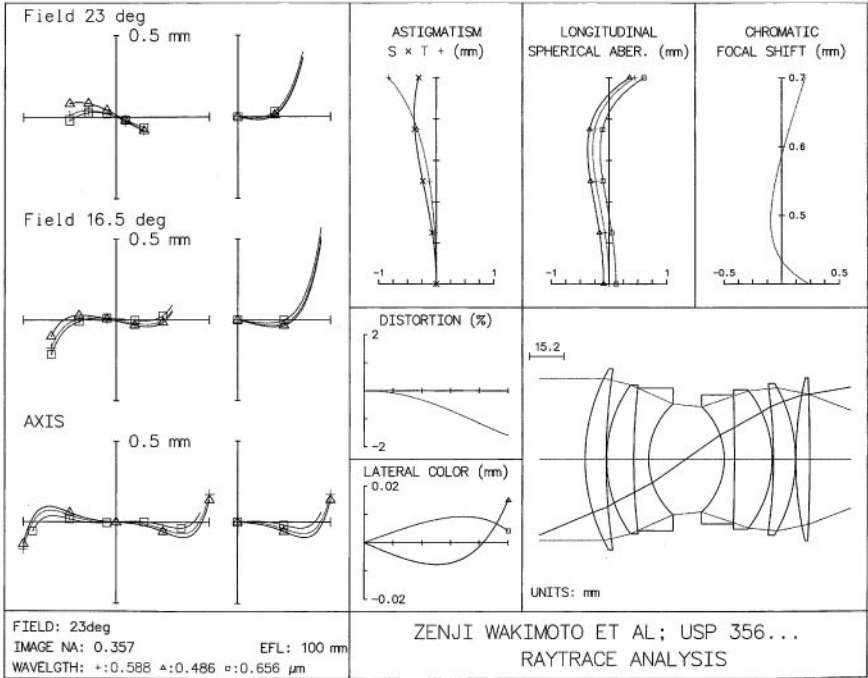 Field 23 deg
0.5 mm
Field 16.5 deg
0.5 mm
AXIS
0.5 mm
ASTIGMATISM
S × T + (mm)
-1
1
LONGITUDINAL
SPHERICAL ABER. (mm)
-1
1
CHROMATIC
FOCAL SHIFT (mm)
0.7
0.6
0.5
-0.5
0.5
DISTORTION (%)
2
-2
LATERAL COLOR (mm)
0.02
-0.02
15.2
UNITS: mm
FIELD: 23deg
IMAGE NA: 0.357 EFL: 100 mm
WAVELGTH: +:0.588 ▵:0.486 ▫:0.656 µm
ZENJI WAKIMOTO ET AL; USP 356...
RAYTRACE ANALYSIS